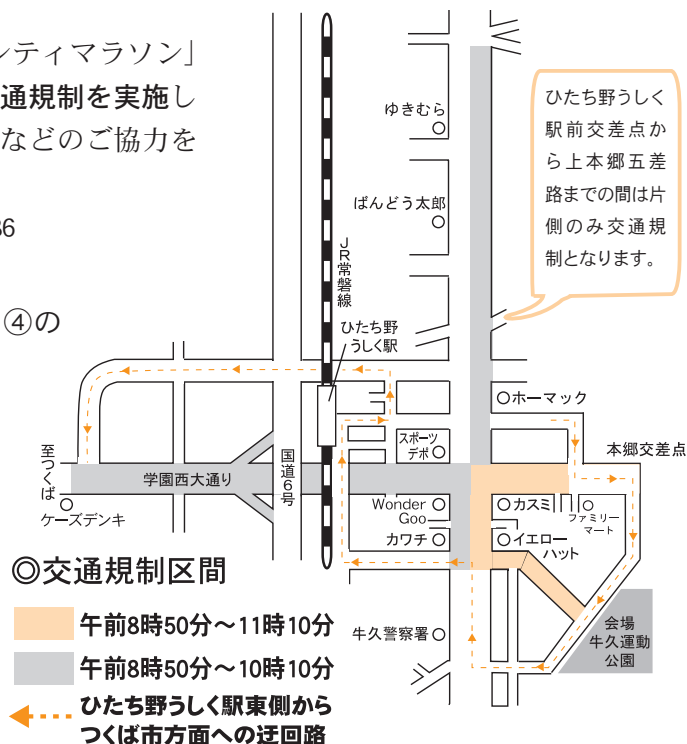 ンティマラソン」
通規制を実施し
などのご協力を
④の
ゆきむら
ばんどう太郎
JR常磐線
ひたち野
うしく駅
ひたち野うしく
駅前交差点か
ら上本郷五差
路までの間は片
側のみ交通規
制となります。
ホーマック
スポーツ
デポ
本郷交差点
至つくば
学園西大通り
国道6号
ケーズデンキ
Wonder
Goo
カワチ
カスミ
ファミリー
マート
イエロー
ハット
牛久警察署
会場
牛久運動
公園
◎交通規制区間
午前8時50分～11時10分
午前8時50分～10時10分
ひたち野うしく駅東側から
つくば市方面への迂回路